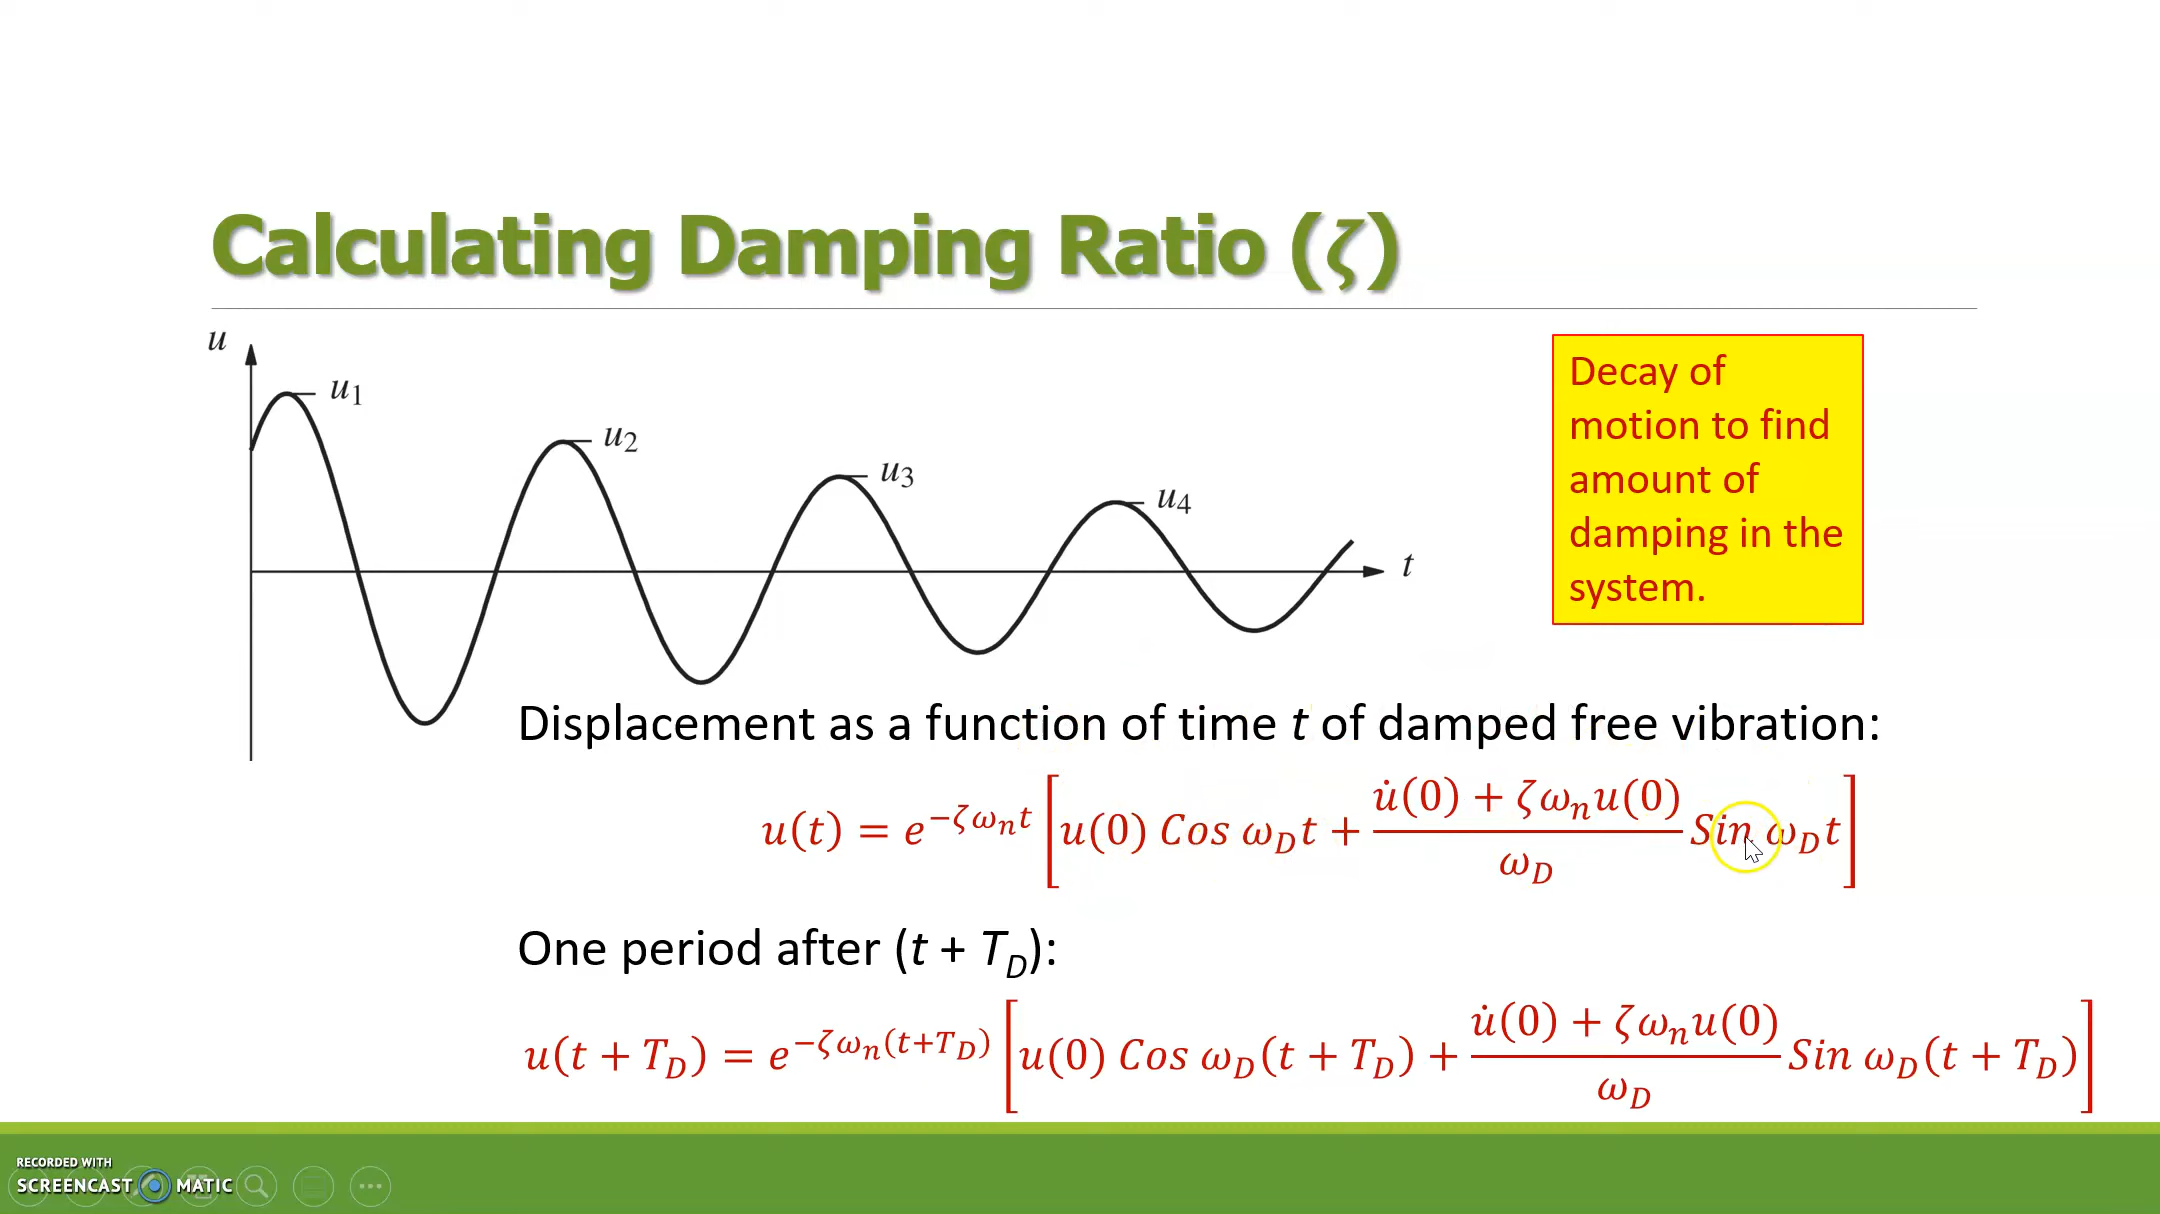 Calculating Damping Ratio (ζ)
u
u₁
u₂
u₃
u₄
t
Decay of
motion to find
amount of
damping in the
system.
Displacement as a function of time t of damped free vibration:
u(t) = e^{−ζω_n t} [u(0) Cos ω_D t + \frac{u̇(0) + ζω_n u(0)}{ω_D} Sin ω_D t]
One period after (t + T_D):
u(t + T_D) = e^{−ζω_n(t+T_D)} [u(0) Cos ω_D(t + T_D) + \frac{u̇(0) + ζω_n u(0)}{ω_D} Sin ω_D(t + T_D)]
RECORDED WITH
SCREENCAST MATIC